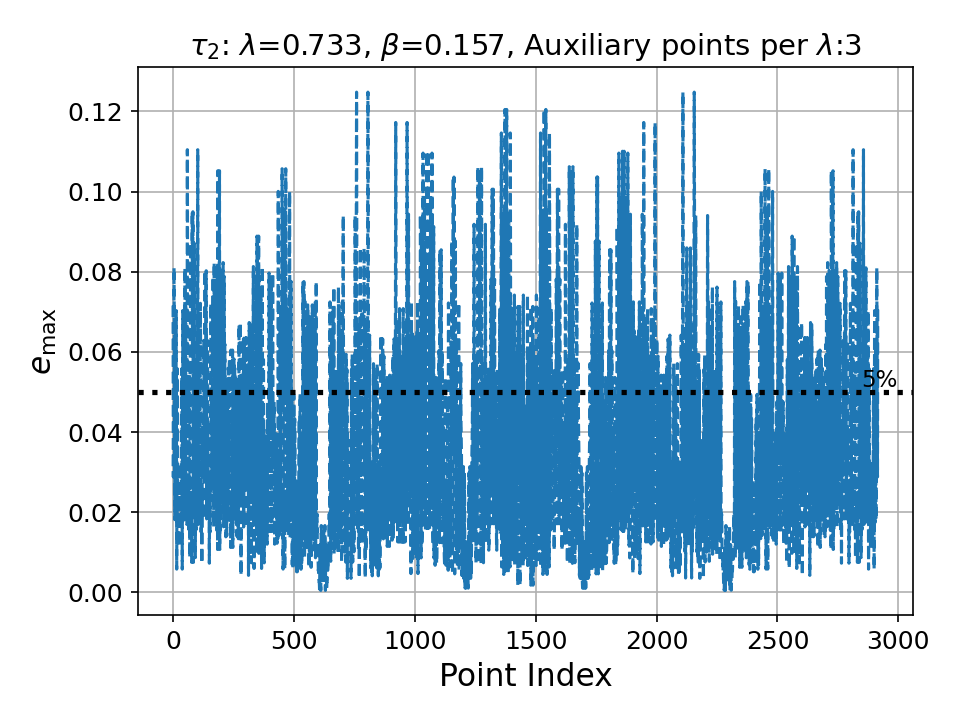 τ₂: λ=0.733, β=0.157, Auxiliary points per λ:3
0.12
0.10
0.08
0.06
0.04
0.02
0.00
e_max
5%
0 500 1000 1500 2000 2500 3000
Point Index